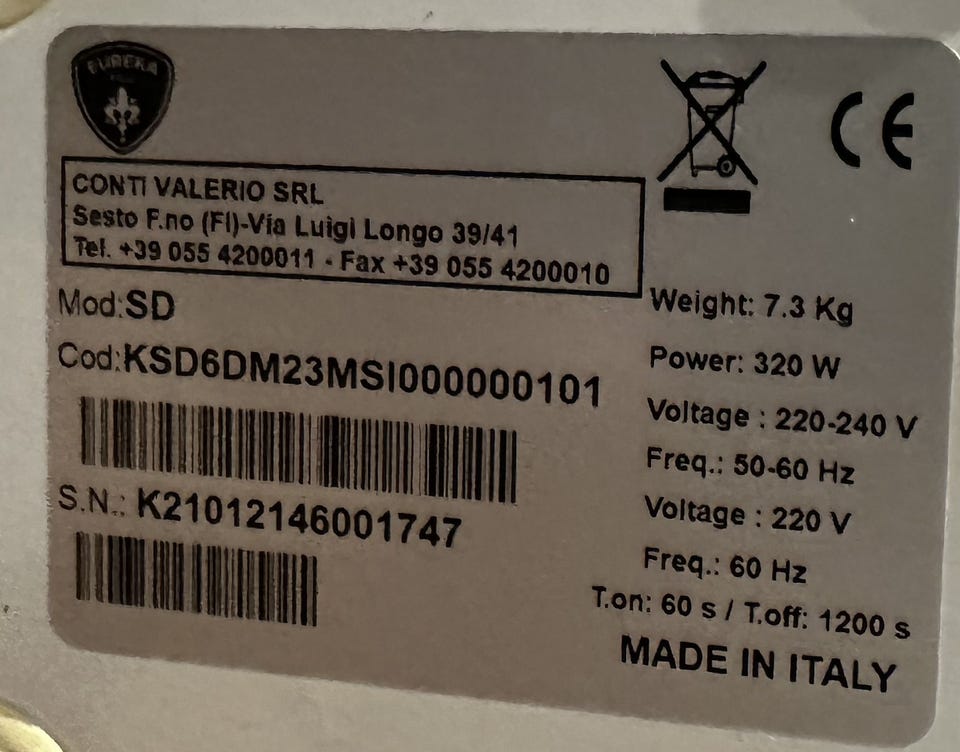 EUREKA
CONTI VALERIO SRL
Sesto F.no (FI)-Via Luigi Longo 39/41
Tel. +39 055 4200011 - Fax +39 055 4200010
Mod:SD
Cod:KSD6DM23MSI000000101
S.N.: K21012146001747
CE
Weight: 7.3 Kg
Power: 320 W
Voltage : 220-240 V
Freq.: 50-60 Hz
Voltage : 220 V
Freq.: 60 Hz
T.on: 60 s / T.off: 1200 s
MADE IN ITALY